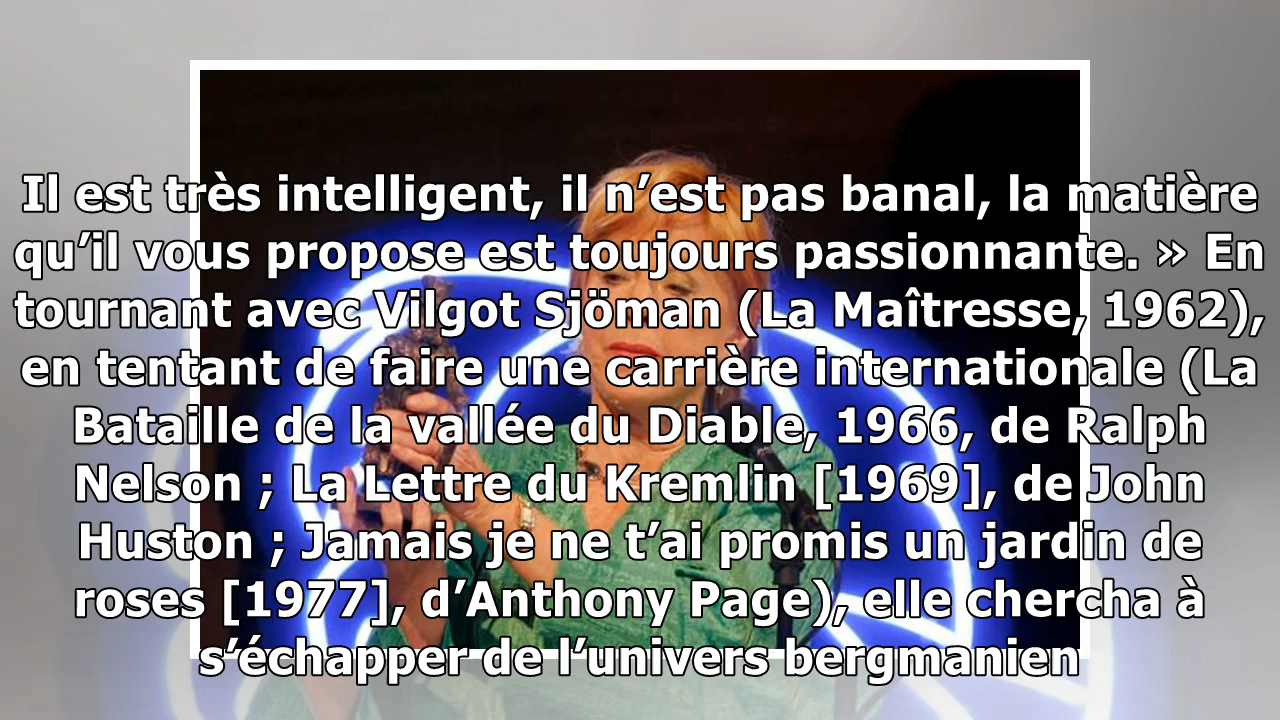 Il est très intelligent, il n’est pas banal, la matière
qu’il vous propose est toujours passionnante. » En
tournant avec Vilgot Sjöman (La Maîtresse, 1962),
en tentant de faire une carrière internationale (La
Bataille de la vallée du Diable, 1966, de Ralph
Nelson ; La Lettre du Kremlin [1969], de John
Huston ; Jamais je ne t’ai promis un jardin de
roses [1977], d’Anthony Page), elle chercha à
s’échapper de l’univers bergmanien